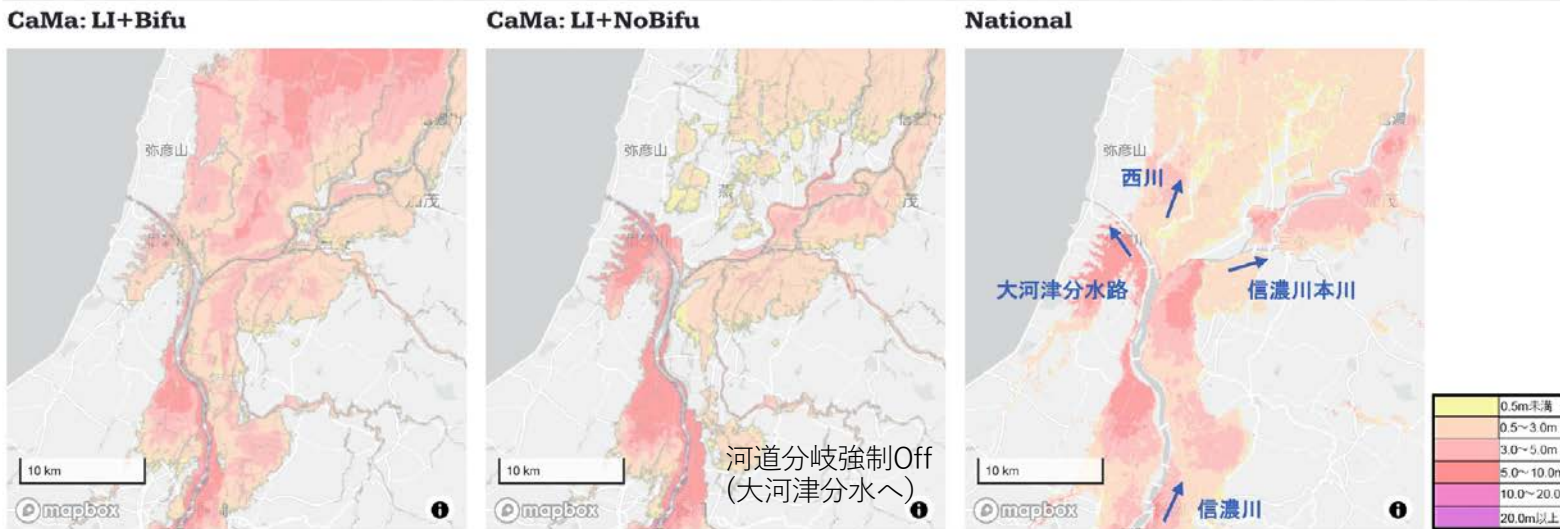 CaMa: LI+Bifu
弥彦山
10 km
mapbox
CaMa: LI+NoBifu
弥彦山
燕
河道分岐強制Off
(大河津分水へ)
10 km
mapbox
National
弥彦山
西川
大河津分水路
信濃川本川
信濃川
10 km
mapbox
0.5m未満
0.5～3.0m
3.0～5.0m
5.0～10.0m
10.0～20.0
20.0m以上